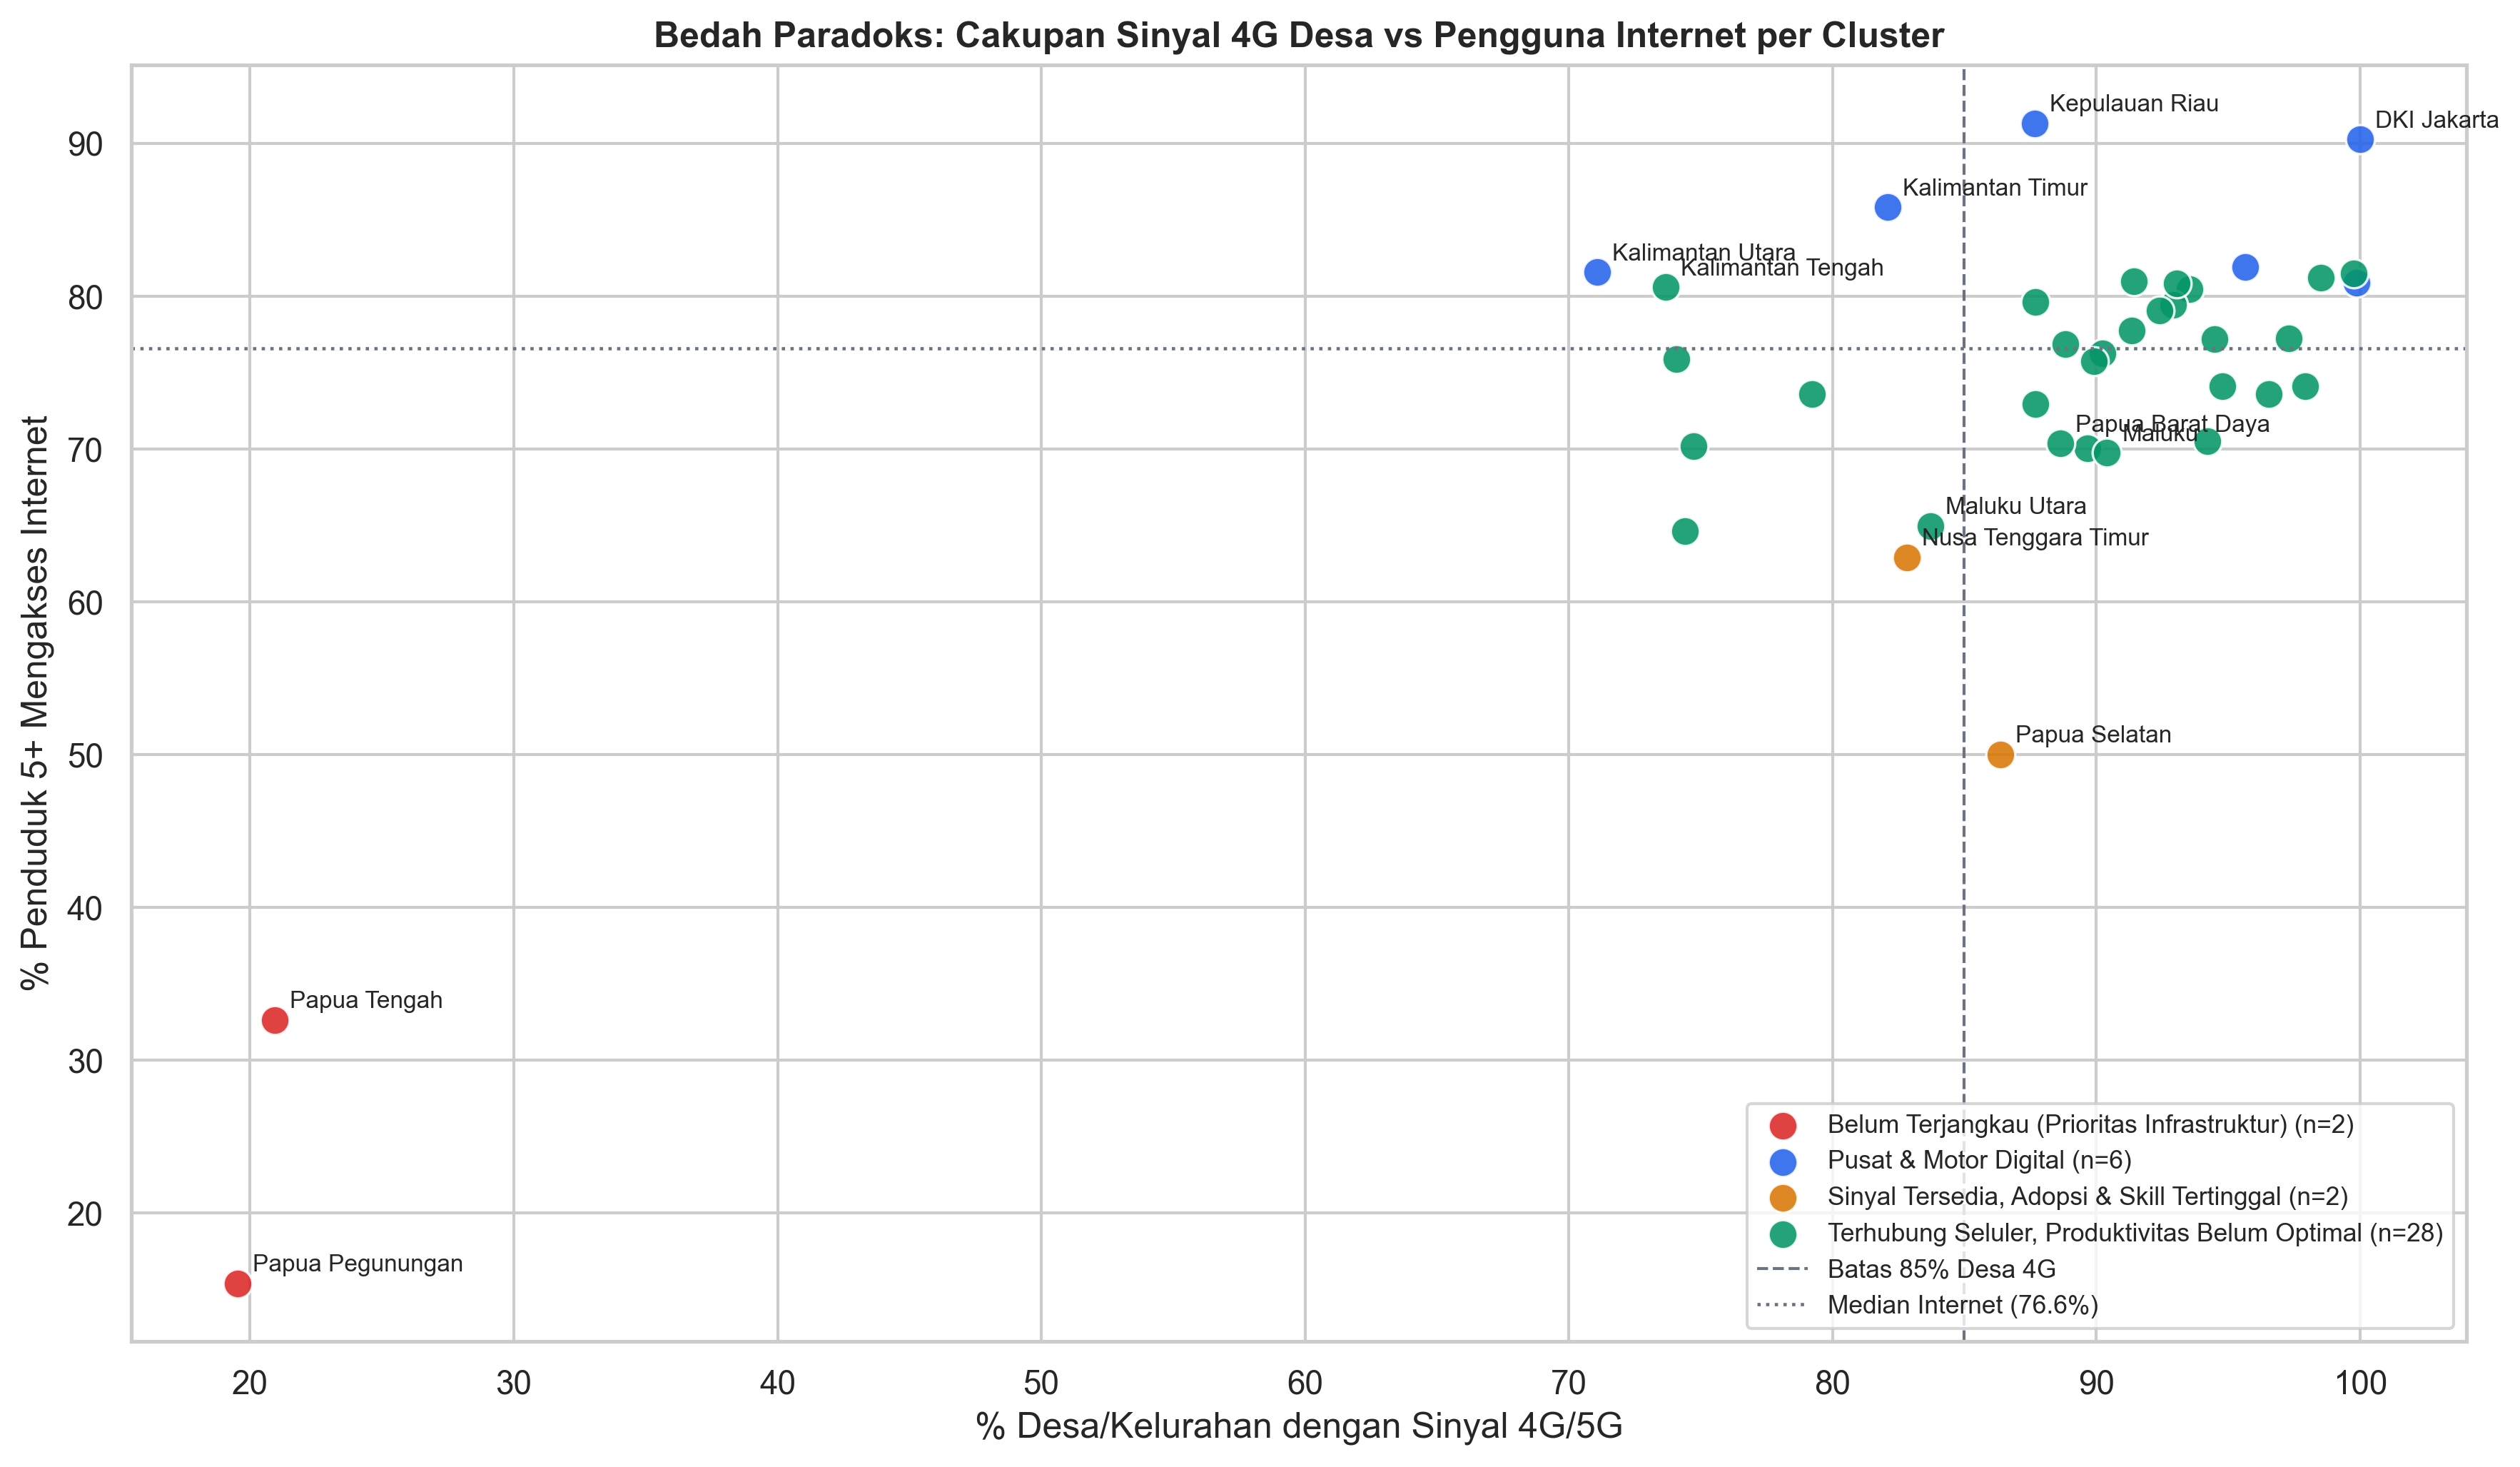 Bedah Paradoks: Cakupan Sinyal 4G Desa vs Pengguna Internet per Cluster
% Penduduk 5+ Mengakses Internet
90
80
70
60
50
40
30
20
Kepulauan Riau
DKI Jakarta
Kalimantan Timur
Kalimantan Utara
Kalimantan Tengah
Papua Barat Daya
Maluku
Maluku Utara
Nusa Tenggara Timur
Papua Selatan
Papua Tengah
Papua Pegunungan
Belum Terjangkau (Prioritas Infrastruktur) (n=2)
Pusat & Motor Digital (n=6)
Sinyal Tersedia, Adopsi & Skill Tertinggal (n=2)
Terhubung Seluler, Produktivitas Belum Optimal (n=28)
Batas 85% Desa 4G
Median Internet (76.6%)
20 30 40 50 60 70 80 90 100
% Desa/Kelurahan dengan Sinyal 4G/5G